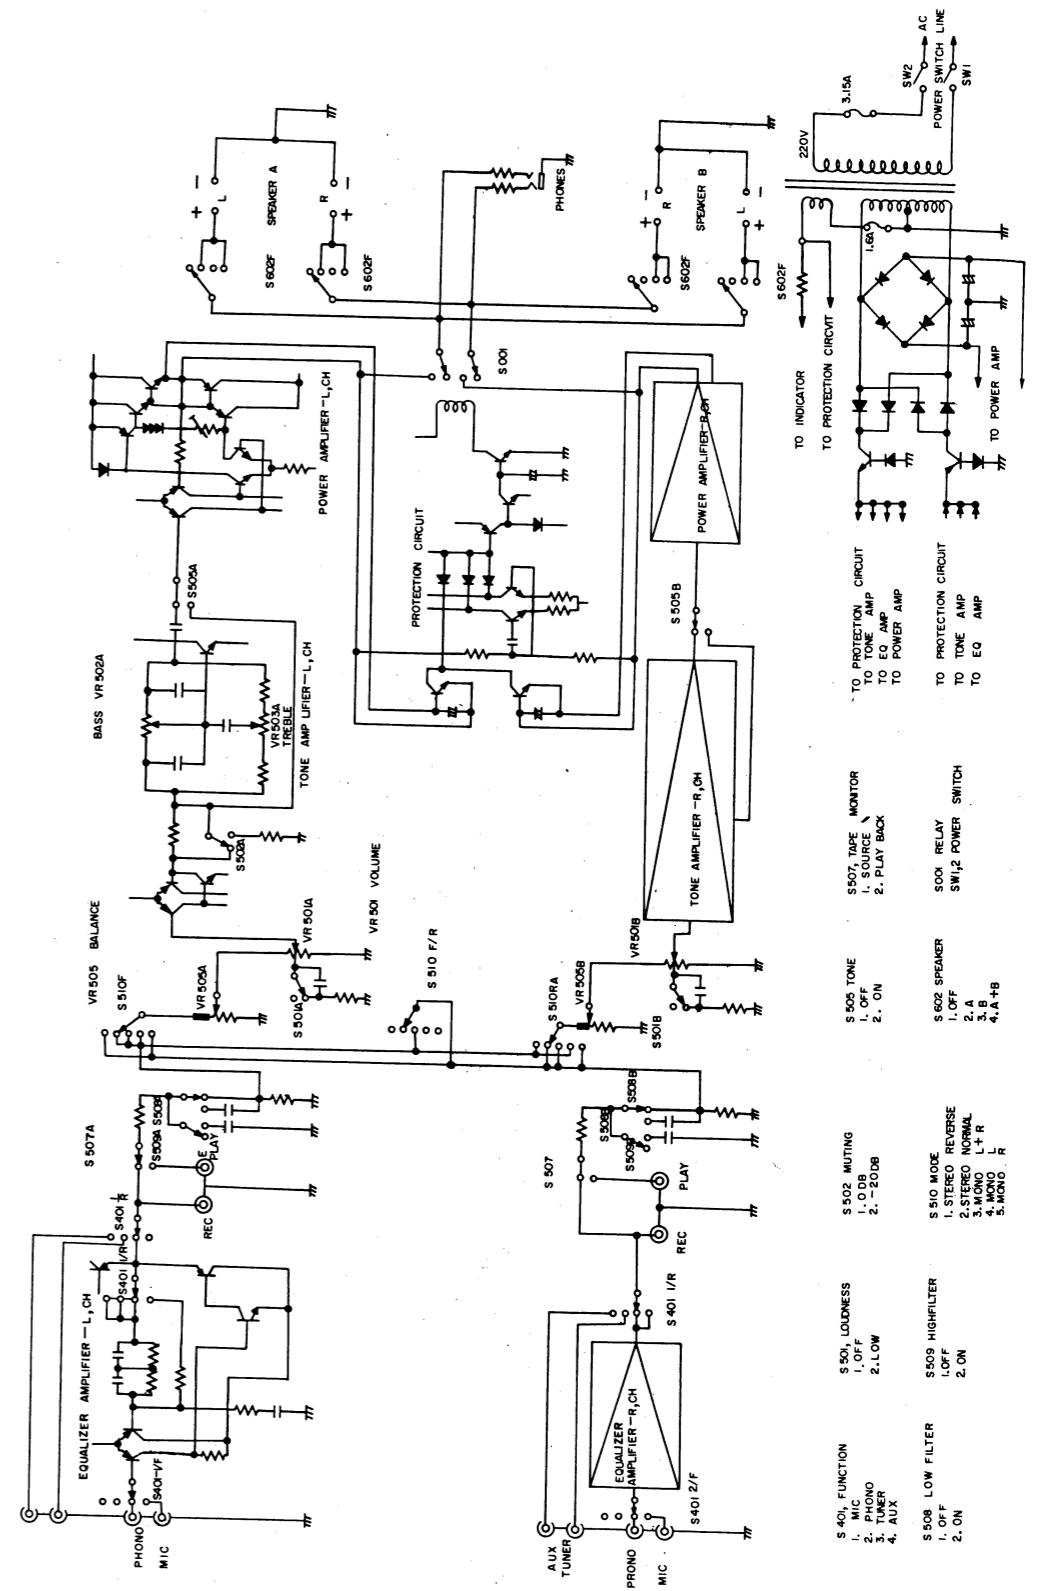 PHONO
MIC
S401-1/F
EQUALIZER AMPLIFIER-L,CH
S401 1/R
S401 1/R
REC
E
PLAY
S507A
S509A
S508A
VR505 BALANCE
S510F
VR505A
S501A
VR501A
VR501 VOLUME
S510 F/R
S502A
BASS VR502A
VR503A
TREBLE
TONE AMPLIFIER-L,CH
S505A
POWER AMPLIFIER-L,CH
PROTECTION CIRCUIT
S001
S602F
S602F
+ L -
SPEAKER A
+ R -
PHONES
AUX
TUNER
PRONO
MIC
S401 2/F
EQUALIZER
AMPLIFIER-R,CH
S401 1/R
REC
PLAY
S507
S509B
S508B
S508B
S510RA
VR505B
S501B
VR501B
TONE AMPLIFIER-R,CH
S505B
POWER AMPLIFIER-B,CH
S602F
S602F
+ R -
SPEAKER B
+ L -
TO INDICATOR
TO PROTECTION CIRCVIT
1.6A
220V
3.15A
SW2
AC
POWER SWITCH LINE
SW1
TO POWER AMP
TO PROTECTION CIRCUIT
TO TONE AMP
TO EQ AMP
TO POWER AMP
TO PROTECTION CIRCUIT
TO TONE AMP
TO EQ AMP
S401, FUNCTION
1. MIC
2. PHONO
3. TUNER
4. AUX
S501, LOUDNESS
1. OFF
2. LOW
S502 MUTING
1. 0DB
2. -20DB
S505 TONE
1. OFF
2. ON
S507, TAPE MONITOR
1. SOURCE
2. PLAY BACK
S508 LOW FILTER
1. OFF
2. ON
S509 HIGHFILTER
1. OFF
2. ON
S510 MODE
1. STEREO REVERSE
2. STEREO NORMAL
3. MONO L+R
4. MONO L
5. MONO R
S602 SPEAKER
1. OFF
2. A
3. B
4. A+B
S001 RELAY
SW1,2 POWER SWITCH